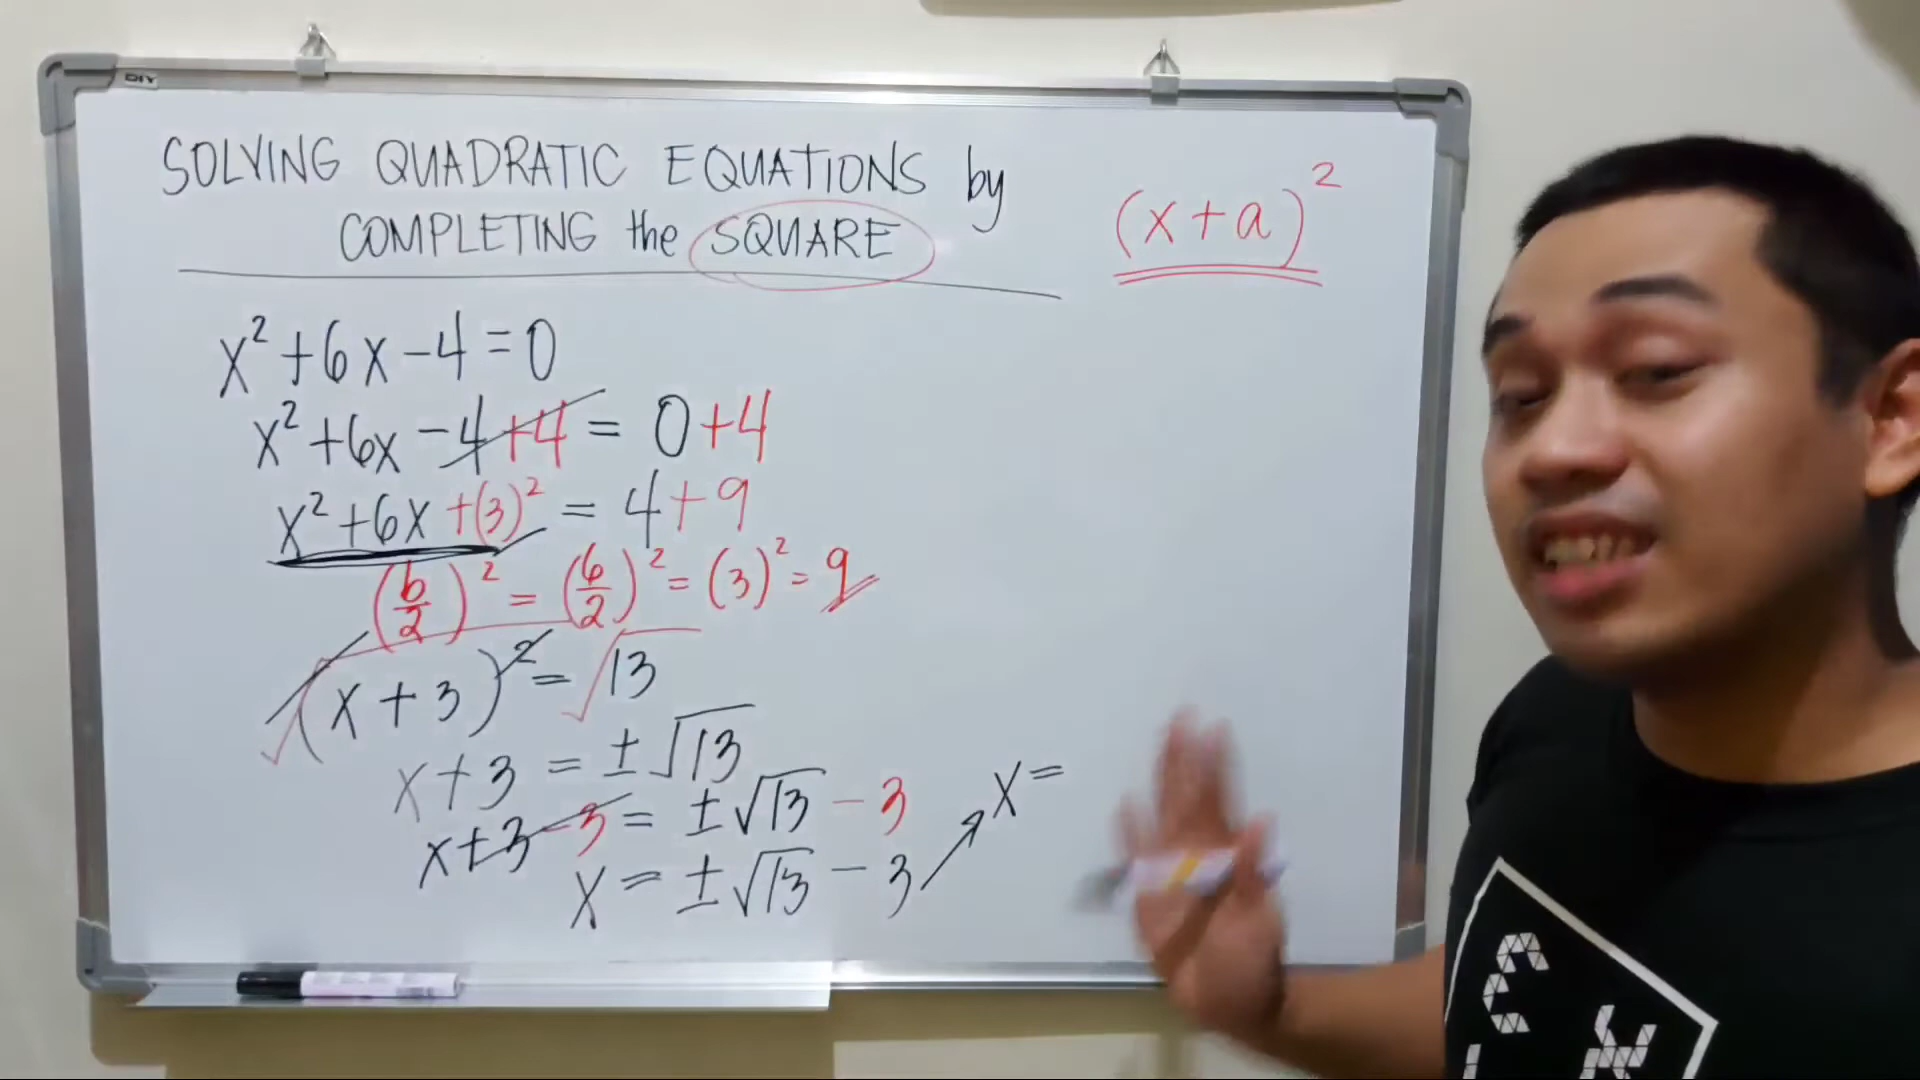 DIY
SOLVING QUADRATIC EQUATIONS by
COMPLETING the SQUARE
(x+a)²
x²+6x-4=0
x²+6x-4+4=0+4
x²+6x+(3)²=4+9
(b/2)²=(6/2)²=(3)²=9
√(x+3)²=√13
x+3=±√13
x+3-3=±√13-3
x=±√13-3
x=